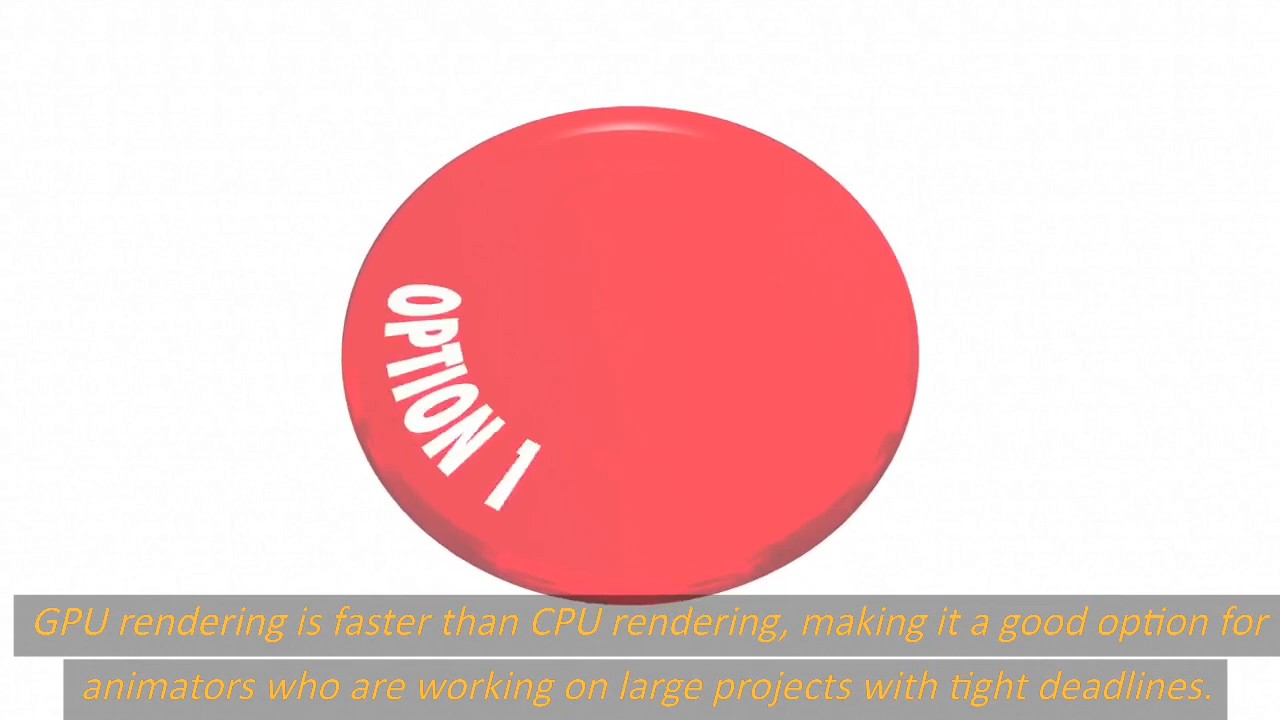 OPTION 1
GPU rendering is faster than CPU rendering, making it a good option for
animators who are working on large projects with tight deadlines.